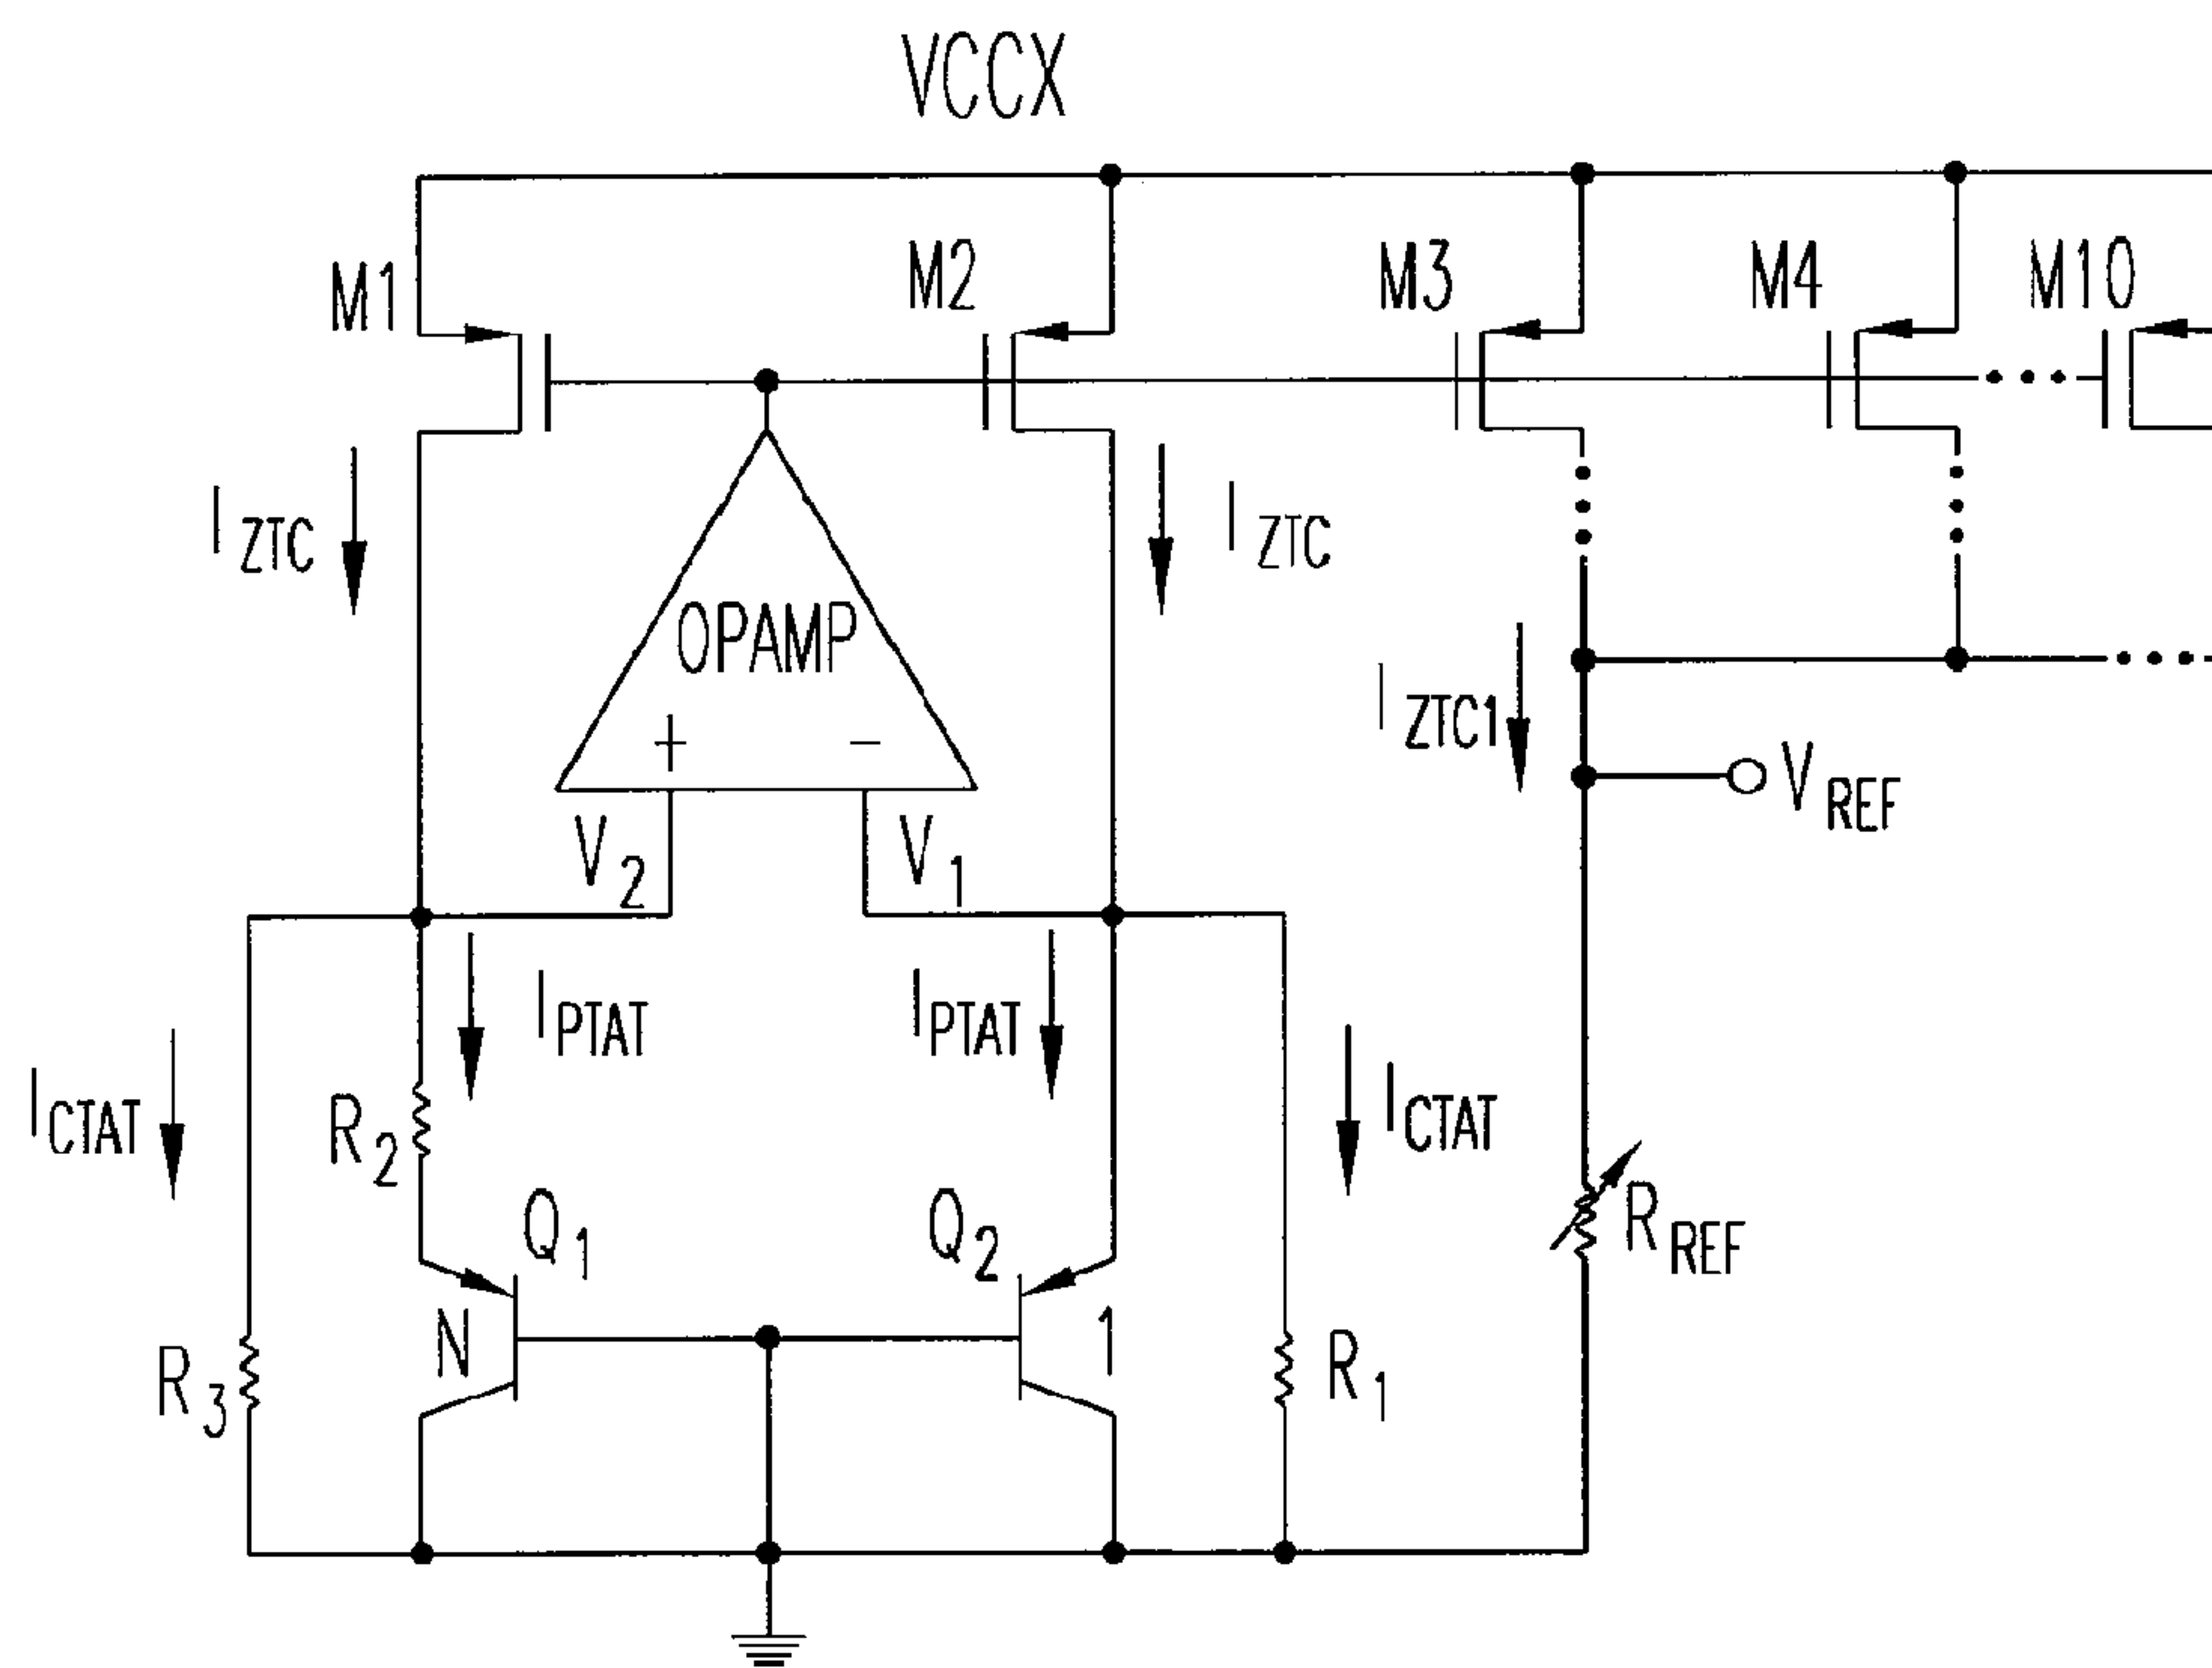 VCCX
M1
M2
M3
M4
M10
I ZTC
I ZTC
OPAMP
+ −
I ZTC1
V REF
V 2
V 1
I PTAT
I PTAT
I CTAT
I CTAT
R 2
Q 1
Q 2
R REF
N
1
R 3
R 1